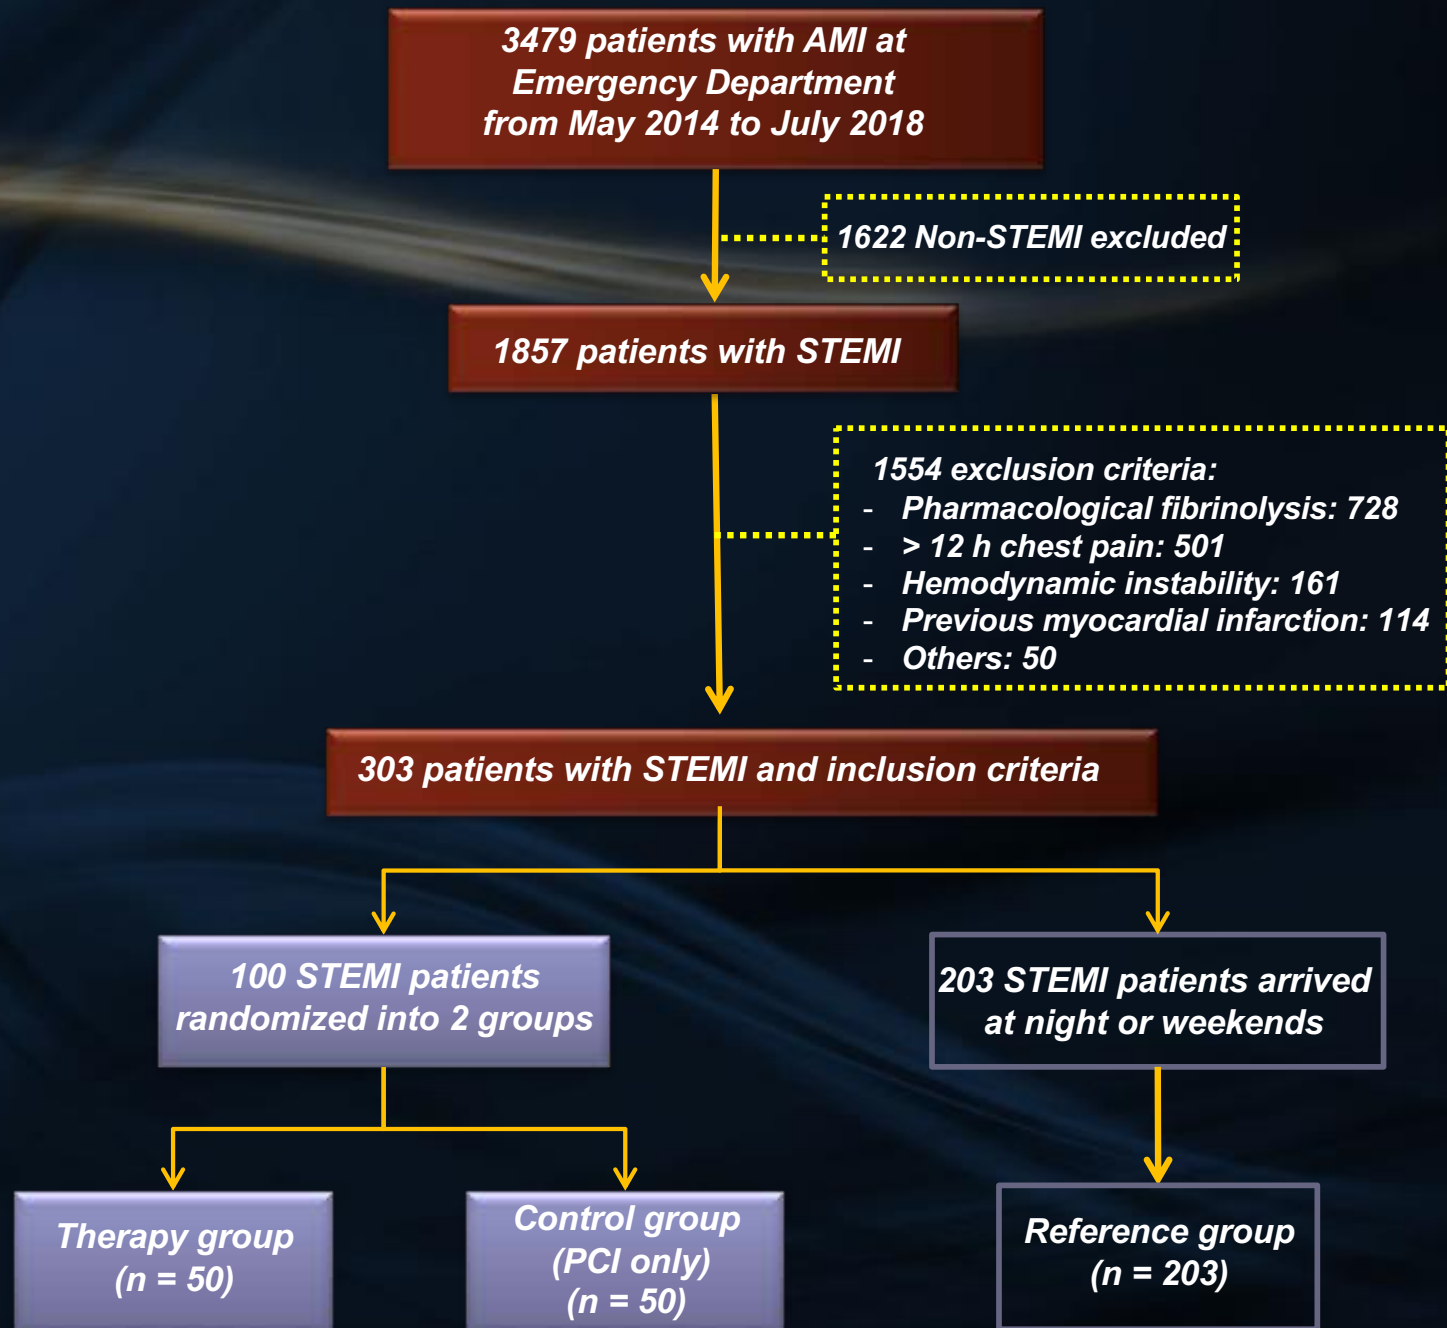 3479 patients with AMI at
Emergency Department
from May 2014 to July 2018
1622 Non-STEMI excluded
1857 patients with STEMI
1554 exclusion criteria:
- Pharmacological fibrinolysis: 728
- > 12 h chest pain: 501
- Hemodynamic instability: 161
- Previous myocardial infarction: 114
- Others: 50
303 patients with STEMI and inclusion criteria
100 STEMI patients
randomized into 2 groups
203 STEMI patients arrived
at night or weekends
Therapy group
(n = 50)
Control group
(PCI only)
(n = 50)
Reference group
(n = 203)